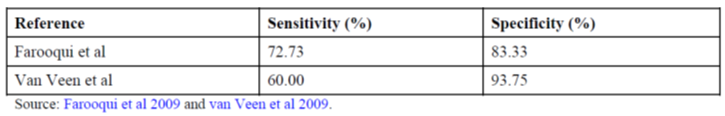 Reference Sensitivity (%) Specificity (%)
Farooqui et al 72.73 83.33
Van Veen et al 60.00 93.75
Source: Farooqui et al 2009 and van Veen et al 2009.